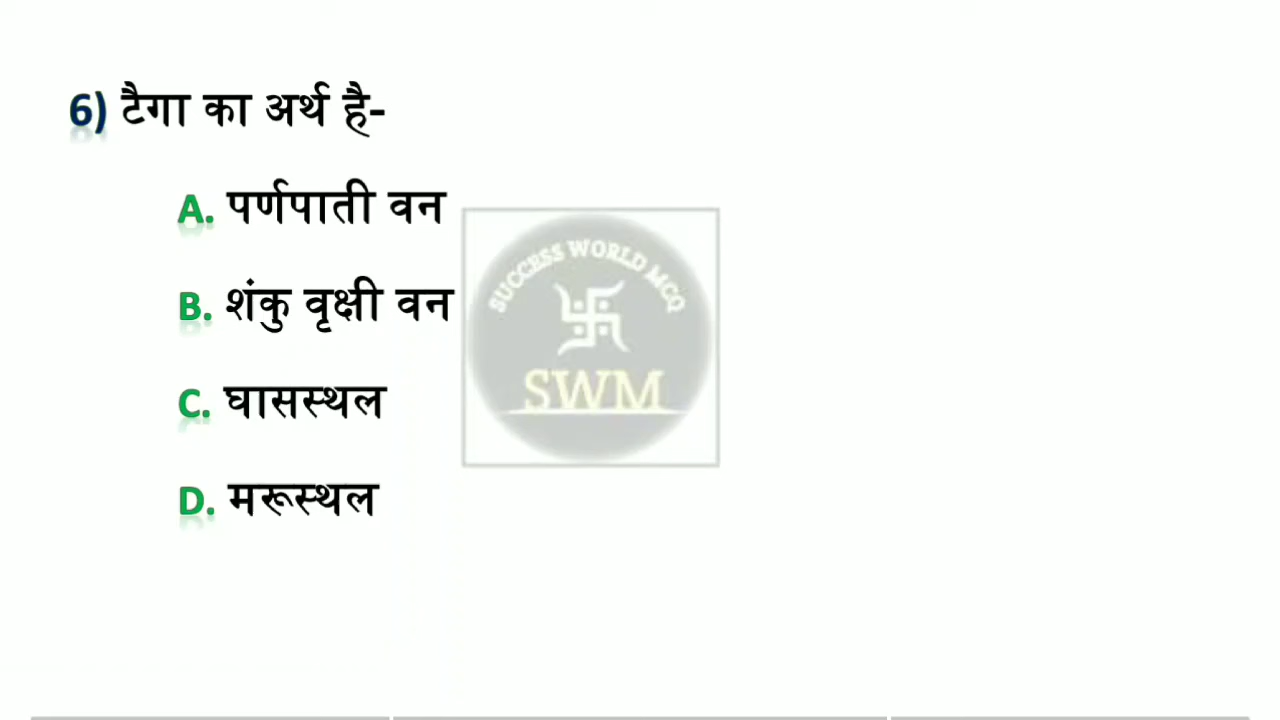 6) टैगा का अर्थ है-
A. पर्णपाती वन
B. शंकु वृक्षी वन
C. घासस्थल
D. मरूस्थल
SUCCESS WORLD MCQ
SWM